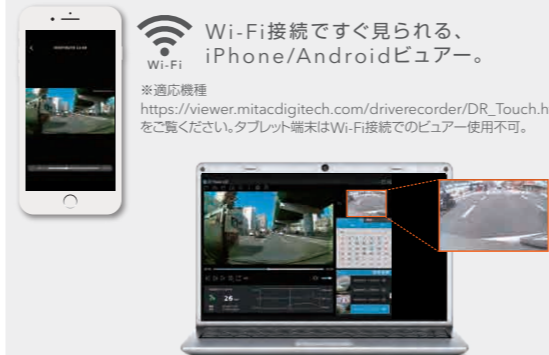 Wi-Fi
Wi-Fi接続ですぐ見られる、
iPhone/Androidビュアー。
※適応機種
https://viewer.mitacdigitech.com/driverecorder/DR_Touch.h
をご覧ください。タブレット端末はWi-Fi接続でのビュアー使用不可。
26